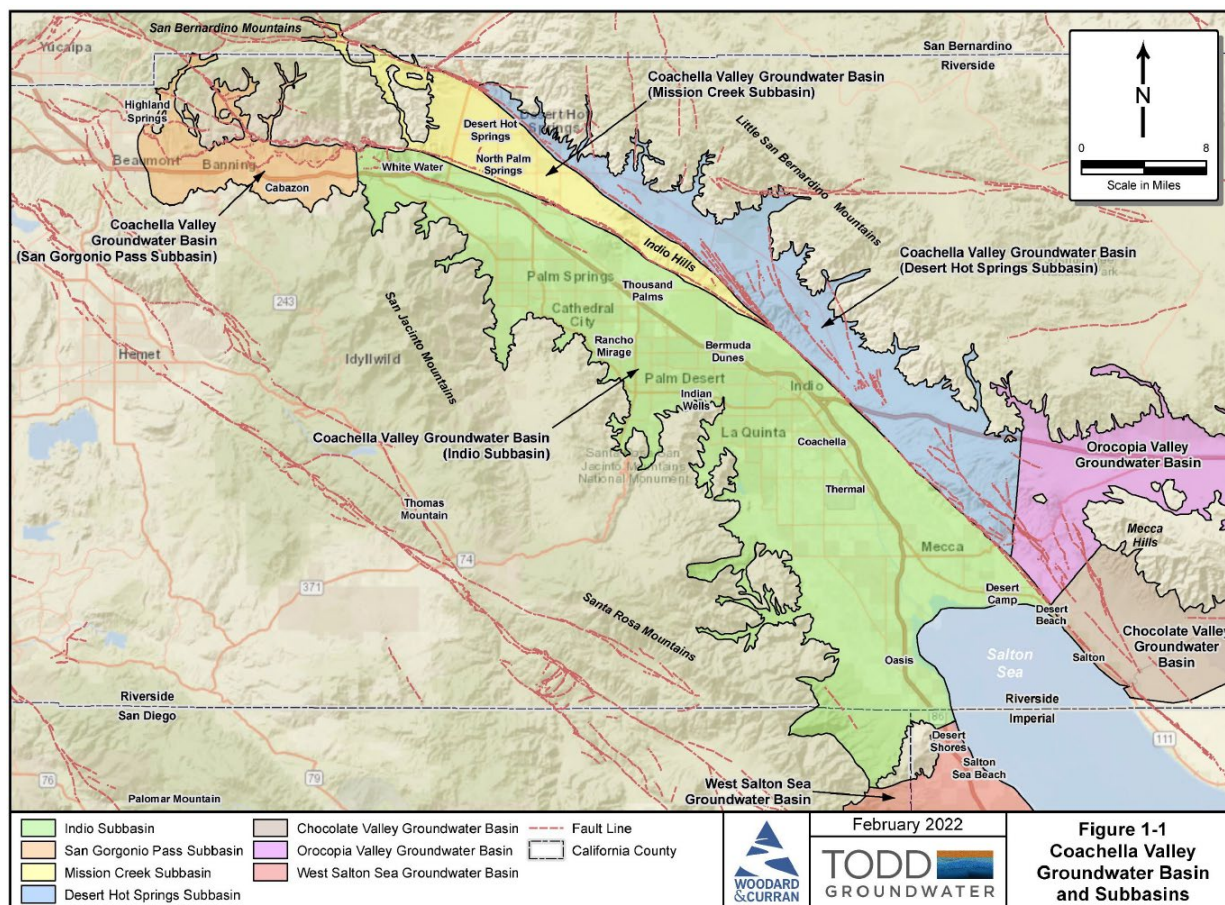 San Bernardino Mountains
Yucaipa
San Bernardino
Riverside
N
0 8
Scale in Miles
Highland
Springs
Beaumont
Banning
Cabazon
White Water
Desert Hot
Springs
Desert Hot
Springs
North Palm
Springs
Coachella Valley Groundwater Basin
(Mission Creek Subbasin)
Little San Bernardino Mountains
Coachella Valley
Groundwater Basin
(San Gorgonio Pass Subbasin)
Coachella Valley Groundwater Basin
(Desert Hot Springs Subbasin)
Indio Hills
243
Palm Springs
Thousand
Palms
Cathedral
City
San Jacinto Mountains
Hemet
Idyllwild
Rancho
Mirage
Bermuda
Dunes
Palm Desert
Indio
Indian
Wells
La Quinta
Coachella Valley Groundwater Basin
(Indio Subbasin)
Coachella
Jacinto Mountains
National Monument
Thermal
Orocopia Valley
Groundwater Basin
Thomas
Mountain
Mecca
Hills
Mecca
74
371
Desert
Camp
Desert
Beach
Santa Rosa Mountains
Chocolate Valley
Groundwater
Basin
Oasis
Salton
Sea
Salton
Riverside
San Diego
Riverside
Imperial
86
111
Desert
Shores
Salton
Sea Beach
West Salton Sea
Groundwater Basin
76
79
Palomar Mountain
Indio Subbasin
San Gorgonio Pass Subbasin
Mission Creek Subbasin
Desert Hot Springs Subbasin
Chocolate Valley Groundwater Basin
Orocopia Valley Groundwater Basin
West Salton Sea Groundwater Basin
Fault Line
California County
WOODARD
&CURRAN
February 2022
TODD
GROUNDWATER
Figure 1-1
Coachella Valley
Groundwater Basin
and Subbasins